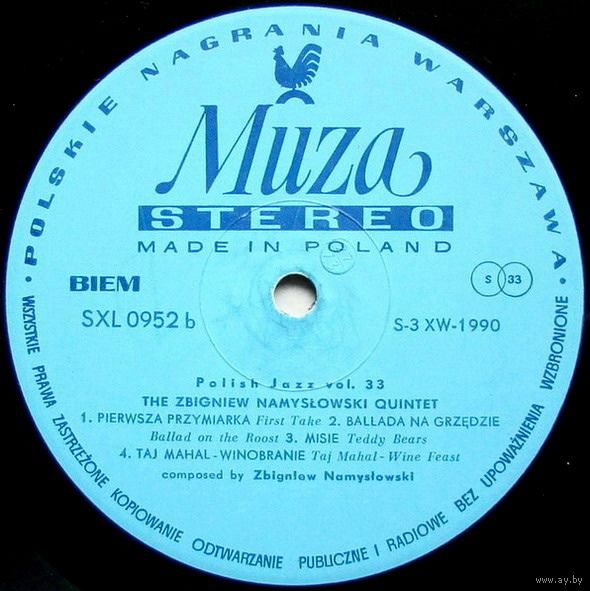 POLSKIE NAGRANIA WARSZAWA
Muza
STEREO
MADE IN POLAND
BIEM
S 33
SXL 0952 b
S-3 XW-1990
Polish Jazz vol. 33
THE ZBIGNIEW NAMYSŁOWSKI QUINTET
1. PIERWSZA PRZYMIARKA First Take 2. BALLADA NA GRZĘDZIE
Ballad on the Roost 3. MISIE Teddy Bears
4. TAJ MAHAL - WINOBRANIE Taj Mahal - Wine Feast
composed by Zbigniew Namysłowski
WSZYSTKIE PRAWA ZASTRZEŻONE KOPIOWANIE ODTWARZANIE PUBLICZNE I RADIOWE BEZ UPOWAŻNIENIA WZBRONIONE
www.ay.by